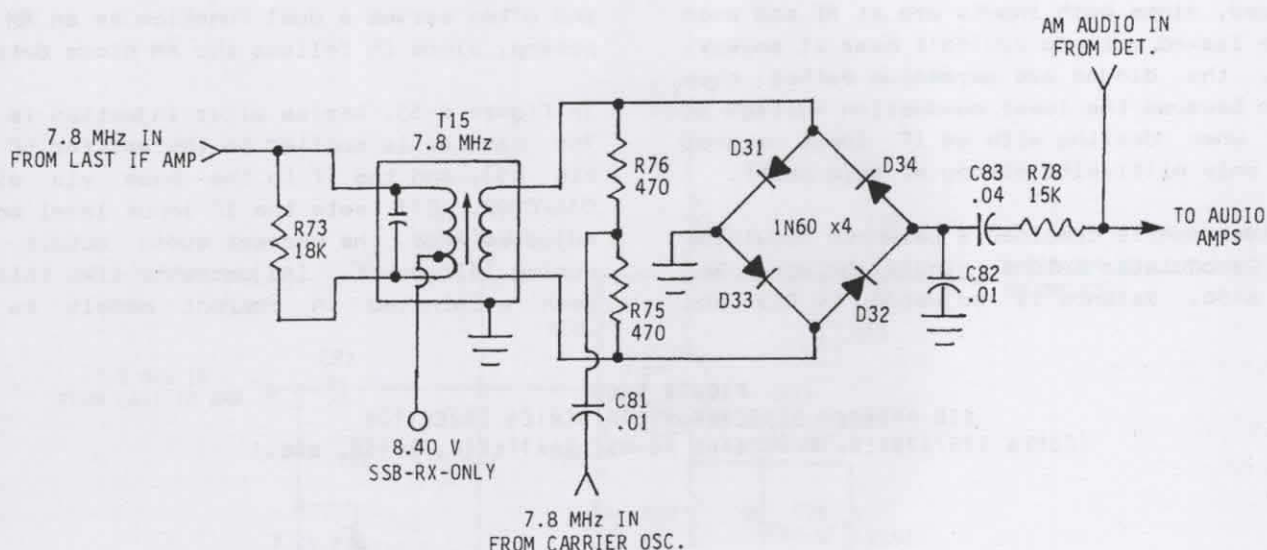 AM AUDIO IN
FROM DET.
7.8 MHz IN
FROM LAST IF AMP
T15
7.8 MHz
R73
18K
R76
470
R75
470
D31
D34
1N60 x4
D33
D32
C83
.04
R78
15K
TO AUDIO
AMPS
C82
.01
C81
.01
8.40 V
SSB-RX-ONLY
7.8 MHz IN
FROM CARRIER OSC.